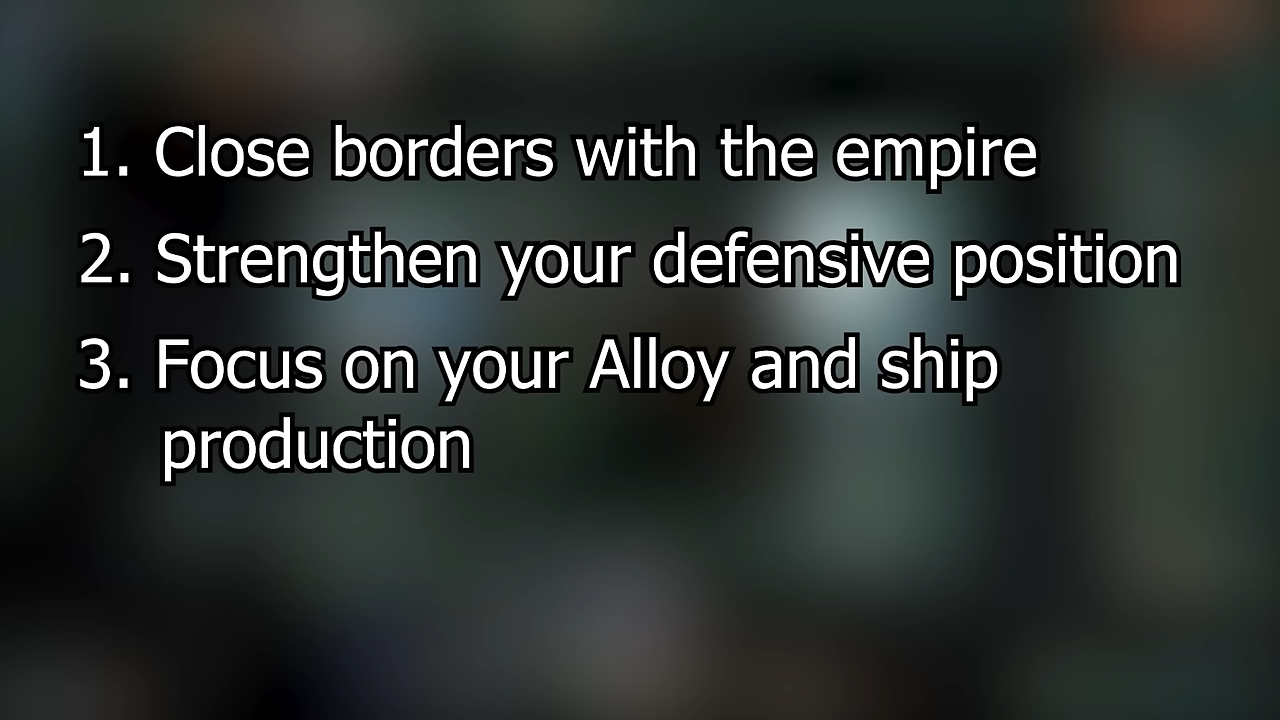 1. Close borders with the empire
2. Strengthen your defensive position
3. Focus on your Alloy and ship
production